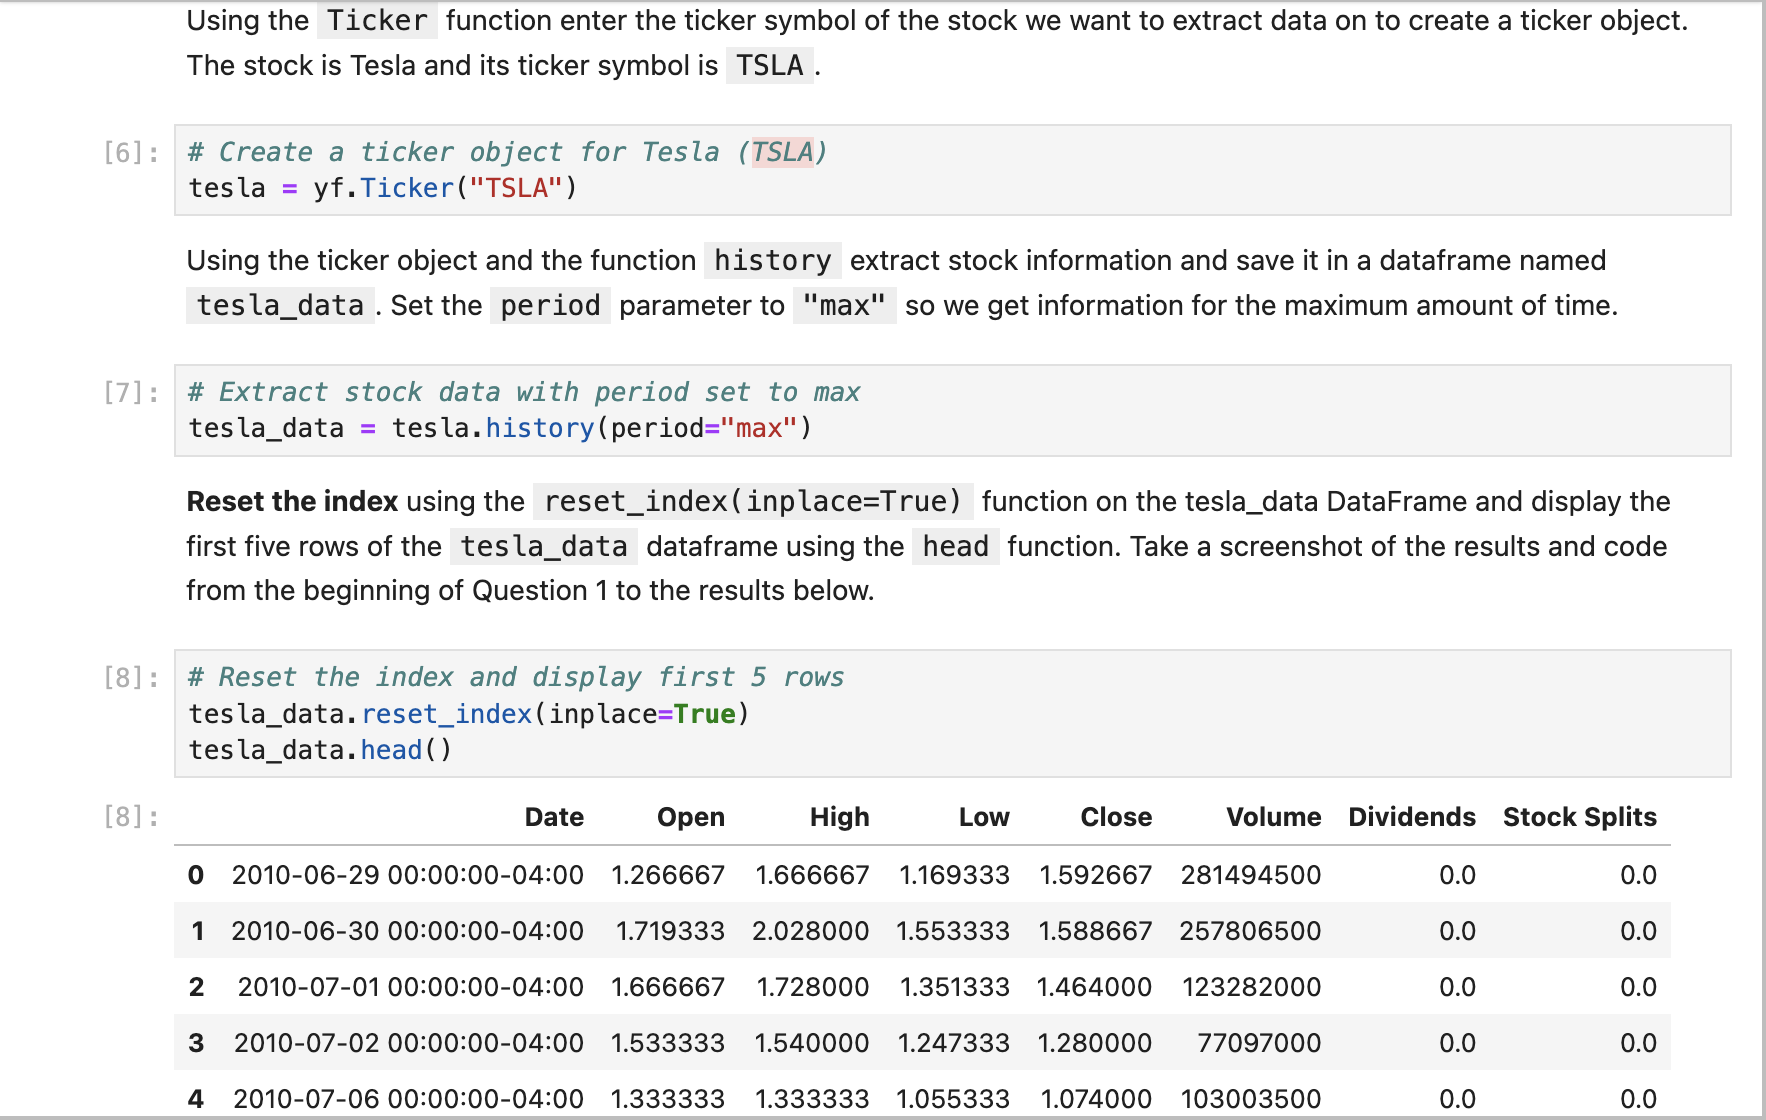 Using the Ticker function enter the ticker symbol of the stock we want to extract data on to create a ticker object.
The stock is Tesla and its ticker symbol is TSLA .
[6]: # Create a ticker object for Tesla (TSLA)
tesla = yf.Ticker("TSLA")
Using the ticker object and the function history extract stock information and save it in a dataframe named
tesla_data . Set the period parameter to "max" so we get information for the maximum amount of time.
[7]: # Extract stock data with period set to max
tesla_data = tesla.history(period="max")
Reset the index using the reset_index(inplace=True) function on the tesla_data DataFrame and display the
first five rows of the tesla_data dataframe using the head function. Take a screenshot of the results and code
from the beginning of Question 1 to the results below.
[8]: # Reset the index and display first 5 rows
tesla_data.reset_index(inplace=True)
tesla_data.head()
[8]: Date Open High Low Close Volume Dividends Stock Splits
0 2010-06-29 00:00:00-04:00 1.266667 1.666667 1.169333 1.592667 281494500 0.0 0.0
1 2010-06-30 00:00:00-04:00 1.719333 2.028000 1.553333 1.588667 257806500 0.0 0.0
2 2010-07-01 00:00:00-04:00 1.666667 1.728000 1.351333 1.464000 123282000 0.0 0.0
3 2010-07-02 00:00:00-04:00 1.533333 1.540000 1.247333 1.280000 77097000 0.0 0.0
4 2010-07-06 00:00:00-04:00 1.333333 1.333333 1.055333 1.074000 103003500 0.0 0.0